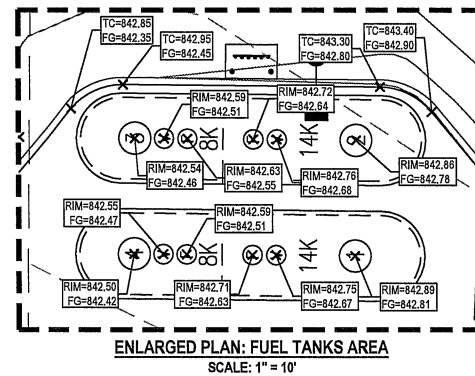 TC=842.85
FG=842.35
TC=842.95
FG=842.45
TC=843.30
FG=842.80
TC=843.40
FG=842.90
RIM=842.59
FG=842.51
RIM=842.72
FG=842.64
8K
14K
RIM=842.54
FG=842.46
RIM=842.63
FG=842.55
RIM=842.76
FG=842.68
RIM=842.86
FG=842.78
RIM=842.55
FG=842.47
RIM=842.59
FG=842.51
8K
14K
RIM=842.50
FG=842.42
RIM=842.71
FG=842.63
RIM=842.75
FG=842.67
RIM=842.89
FG=842.81
ENLARGED PLAN: FUEL TANKS AREA
SCALE: 1" = 10'